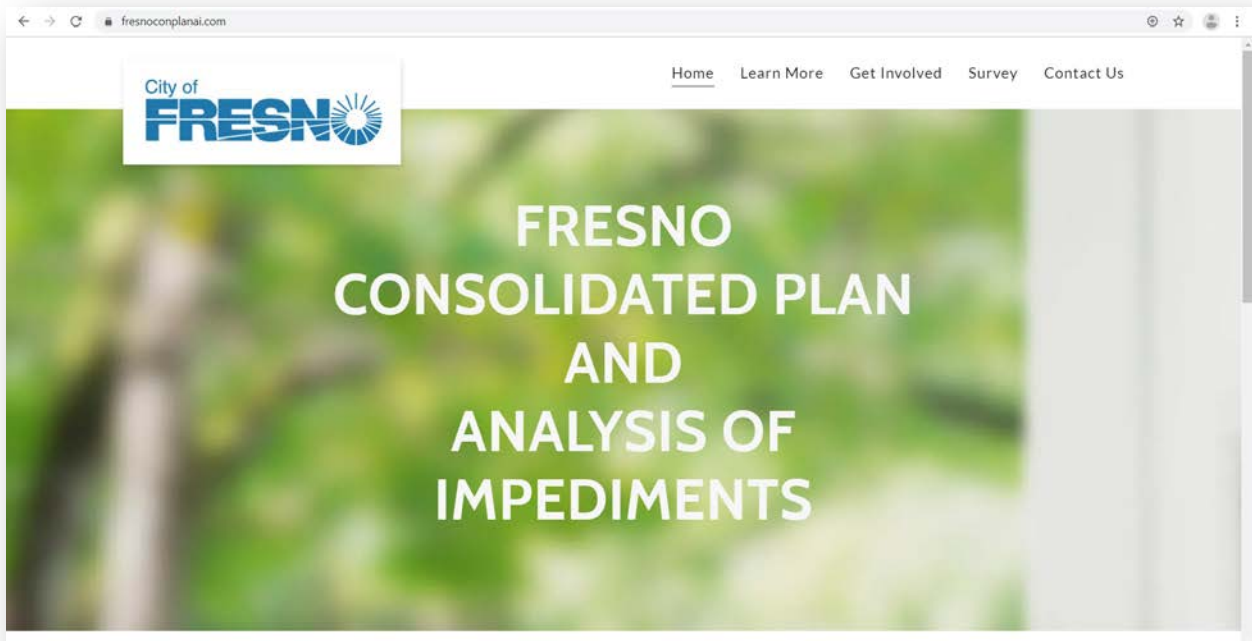 fresnoconplanai.com
Home Learn More Get Involved Survey Contact Us
City of
FRESNO
FRESNO
CONSOLIDATED PLAN
AND
ANALYSIS OF
IMPEDIMENTS